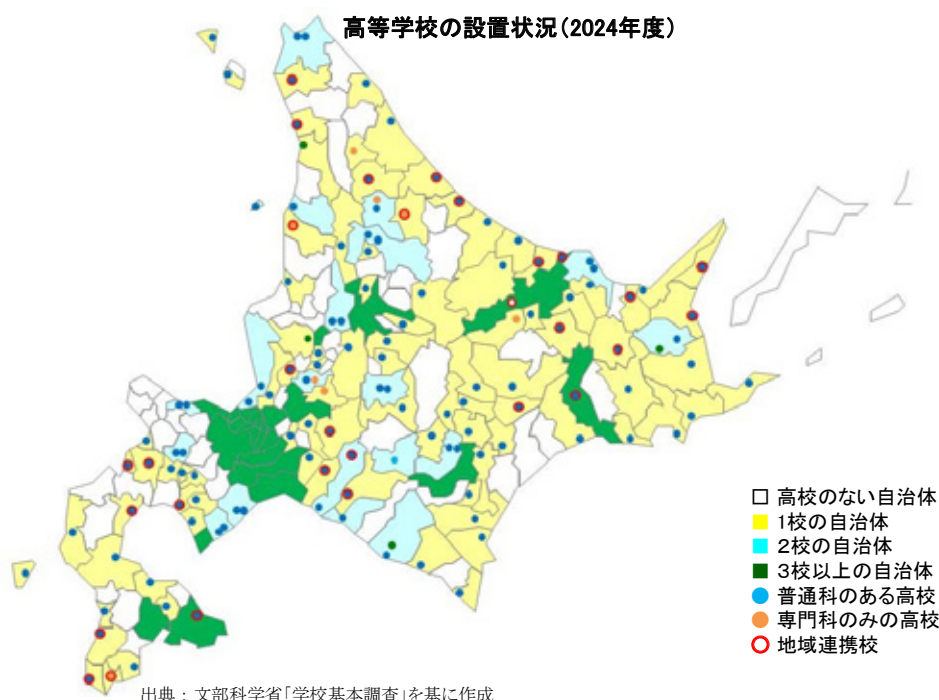 高等学校の設置状況（2024年度）
高校のない自治体
1校の自治体
２校の自治体
３校以上の自治体
普通科のある高校
専門科のみの高校
地域連携校
出典：文部科学省「学校基本調査」を基に作成